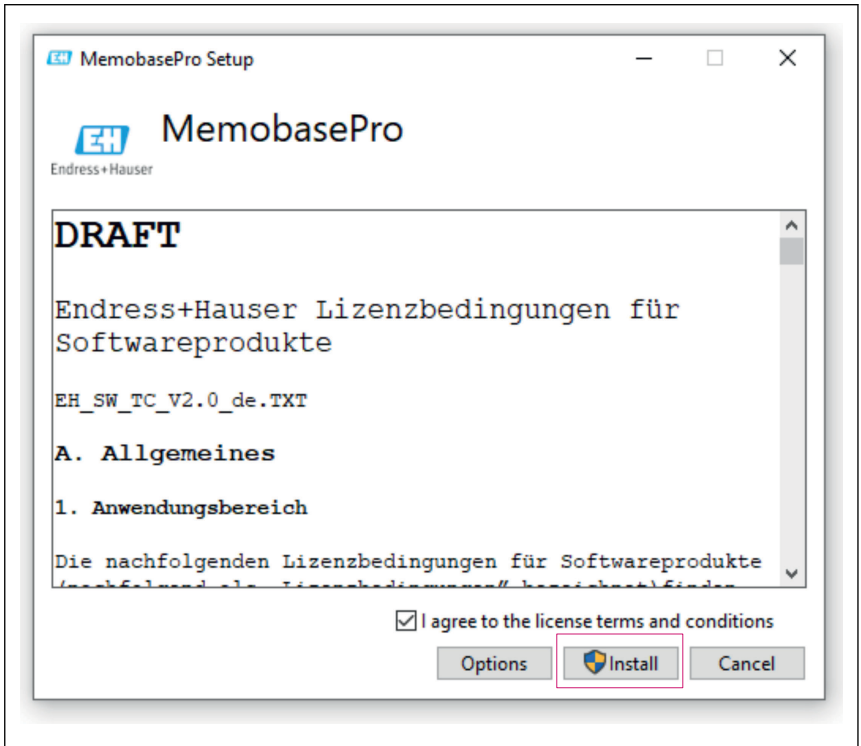 MemobasePro Setup
MemobasePro
EH
Endress+Hauser
DRAFT
Endress+Hauser Lizenzbedingungen für
Softwareprodukte
EH_SW_TC_V2.0_de.TXT
A. Allgemeines
1. Anwendungsbereich
Die nachfolgenden Lizenzbedingungen für Softwareprodukte
I agree to the license terms and conditions
Options
Install
Cancel